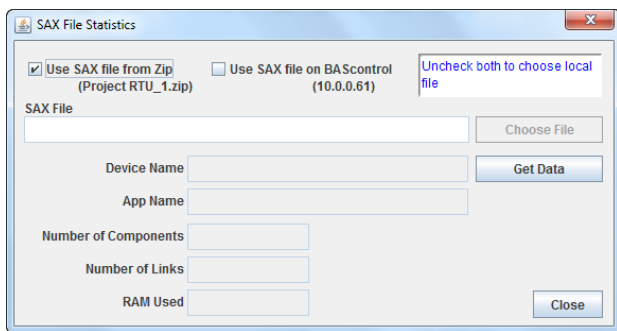 SAX File Statistics
Use SAX file from Zip
(Project RTU_1.zip)
Use SAX file on BAScontrol
(10.0.0.61)
Uncheck both to choose local
file
SAX File
Choose File
Device Name
Get Data
App Name
Number of Components
Number of Links
RAM Used
Close